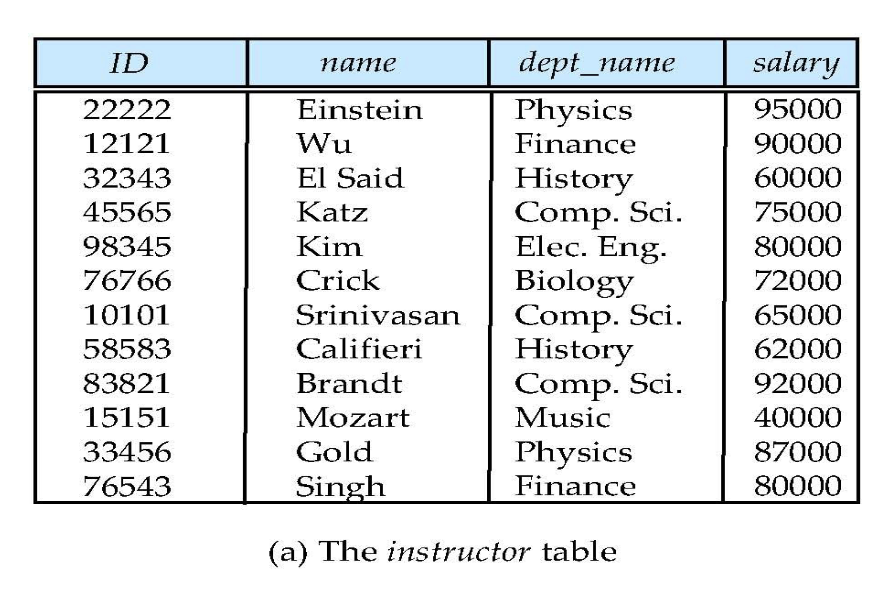 ID name dept_name salary
22222 Einstein Physics 95000
12121 Wu Finance 90000
32343 El Said History 60000
45565 Katz Comp. Sci. 75000
98345 Kim Elec. Eng. 80000
76766 Crick Biology 72000
10101 Srinivasan Comp. Sci. 65000
58583 Califieri History 62000
83821 Brandt Comp. Sci. 92000
15151 Mozart Music 40000
33456 Gold Physics 87000
76543 Singh Finance 80000
(a) The instructor table